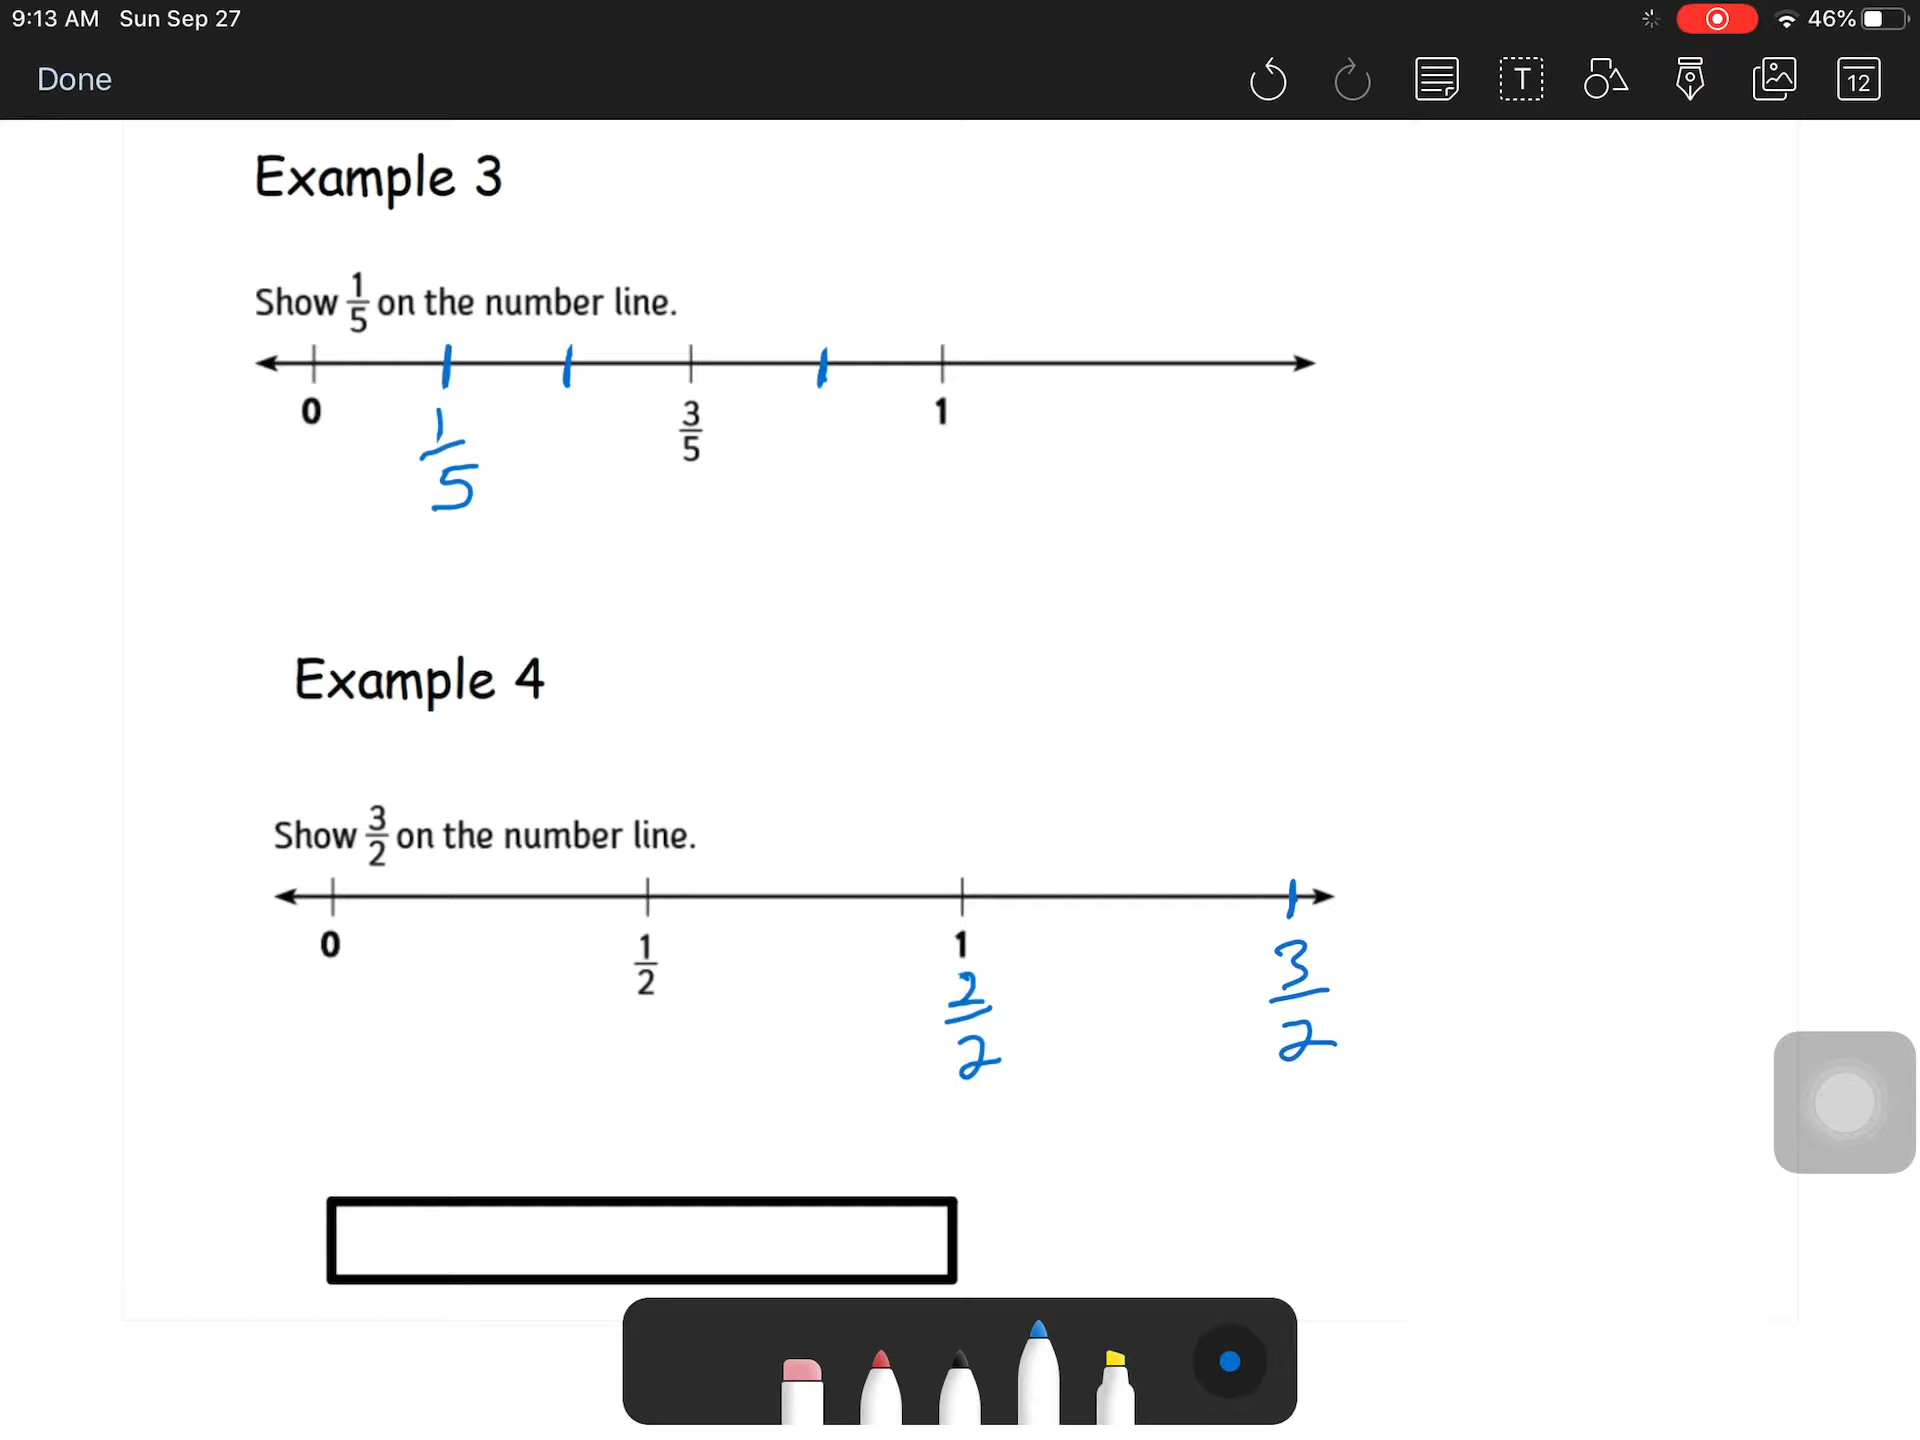 9:13 AM Sun Sep 27
46%
Done
T
12
Example 3
Show 1/5 on the number line.
0 3/5 1
1/5
Example 4
Show 3/2 on the number line.
0 1/2 1
2/2 3/2